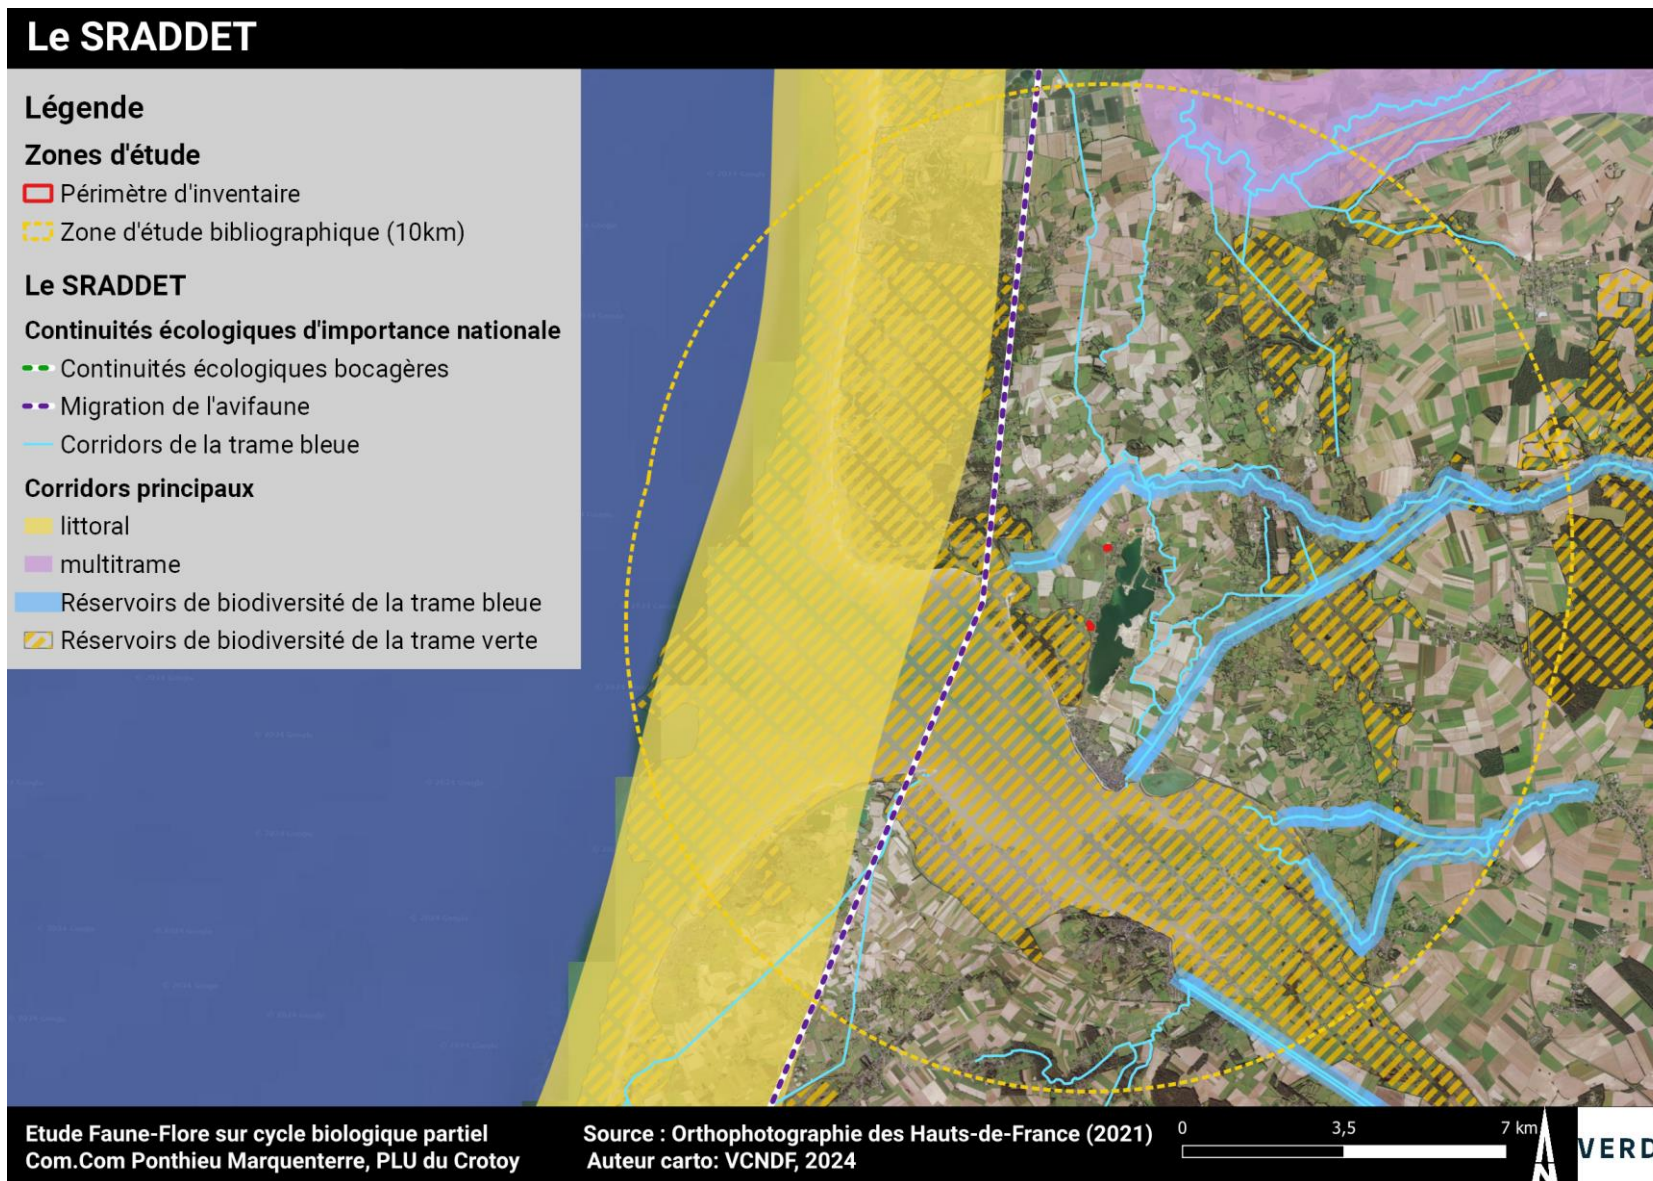 Le SRADDET
Légende
Zones d'étude
Périmètre d'inventaire
Zone d'étude bibliographique (10km)
Le SRADDET
Continuités écologiques d'importance nationale
Continuités écologiques bocagères
Migration de l'avifaune
Corridors de la trame bleue
Corridors principaux
littoral
multitrame
Réservoirs de biodiversité de la trame bleue
Réservoirs de biodiversité de la trame verte
Etude Faune-Flore sur cycle biologique partiel
Com.Com Ponthieu Marquenterre, PLU du Crotoy
Source : Orthophotographie des Hauts-de-France (2021)
Auteur carto: VCNDF, 2024
0 3,5 7 km
N
VERD